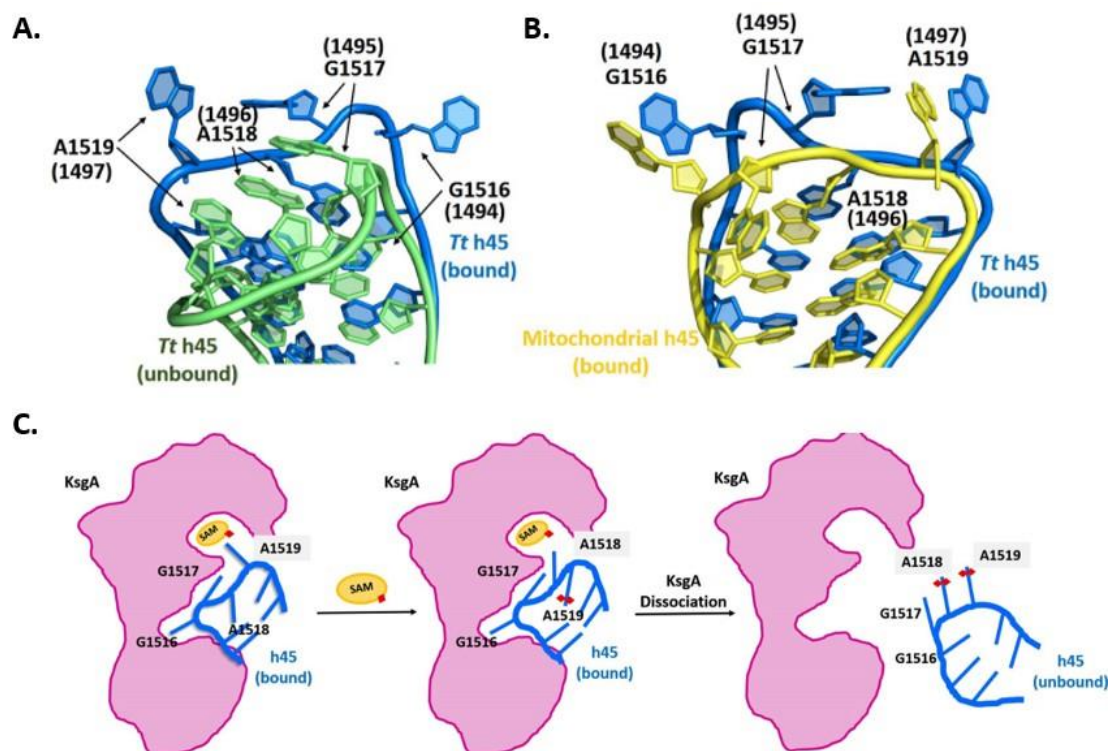 A.
(1495)
G1517
(1496)
A1518
A1519
(1497)
G1516
(1494)
Tt h45
(bound)
Tt h45
(unbound)
B.
(1494)
G1516
(1495)
G1517
(1497)
A1519
A1518
(1496)
Tt h45
(bound)
Mitochondrial h45
(bound)
C.
KsgA
SAM
A1519
G1517
G1516
A1518
h45
(bound)
SAM
KsgA
SAM
A1518
G1517
A1519
G1516
h45
(bound)
KsgA
Dissociation
KsgA
A1518
A1519
G1517
G1516
h45
(unbound)